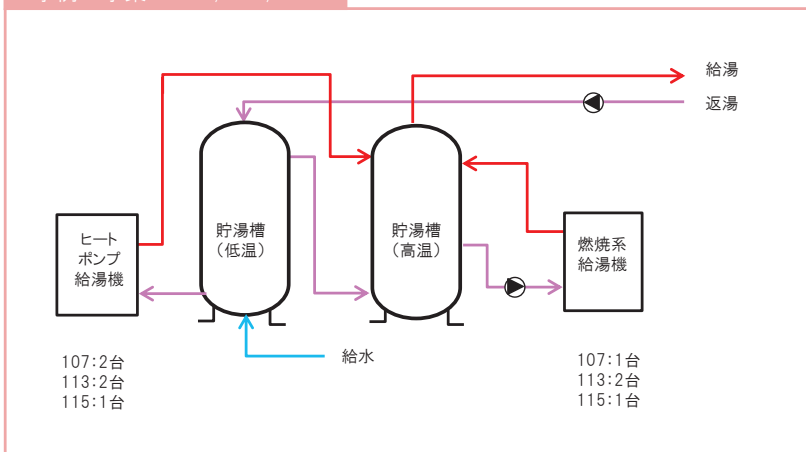 給湯
返湯
ヒート
ポンプ
給湯機
貯湯槽
（低温）
貯湯槽
（高温）
燃焼系
給湯機
給水
107：2台
113：2台
115：1台
107：1台
113：2台
115：1台